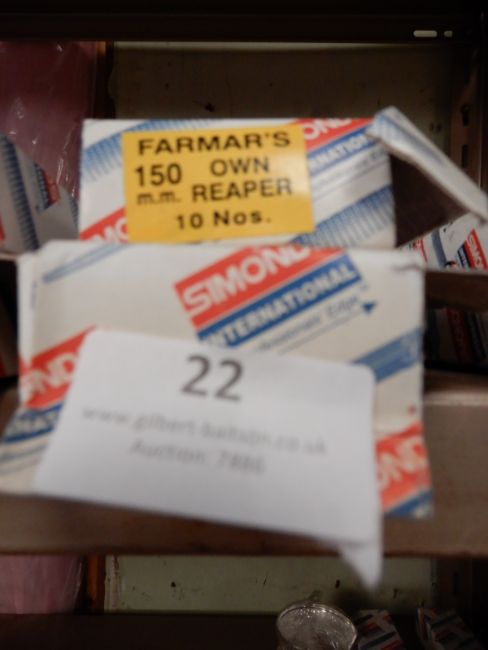 FARMAR'S
150 OWN
m.m. REAPER
10 Nos.
SIMONDS
INTERNATIONAL
22
www.gilbert-baitson.co.uk
Auction: 7886